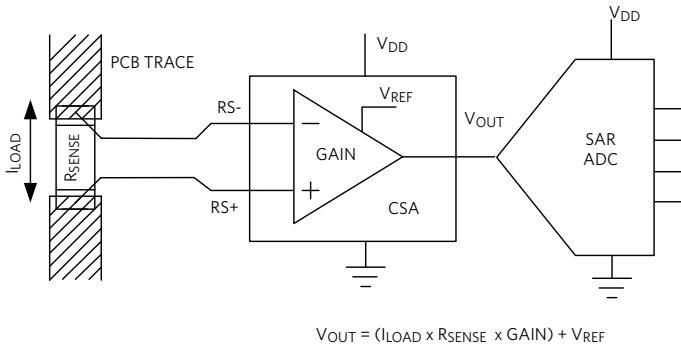 VDD
VDD
PCB TRACE
RS-
VREF
VOUT
ILOAD
RSENSE
GAIN
SAR
ADC
RS+
CSA
VOUT = (ILOAD x RSENSE x GAIN) + VREF